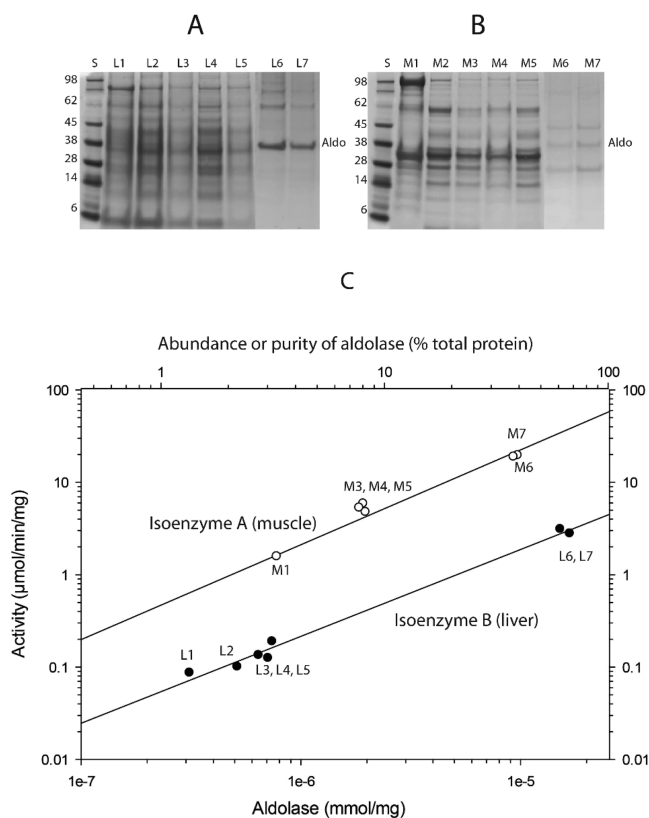 A
B
S L1 L2 L3 L4 L5 L6 L7
S M1 M2 M3 M4 M5 M6 M7
98
62
45
38
28
14
6
Aldo
98
62
45
38
28
14
6
Aldo
C
Abundance or purity of aldolase (% total protein)
1 10 100
100
10
1
0.1
0.01
Activity (µmol/min/mg)
100
10
1
0.1
0.01
M7
M6
M3, M4, M5
Isoenzyme A (muscle)
M1
L6, L7
Isoenzyme B (liver)
L1
L2
L3, L4, L5
1e-7 1e-6 1e-5
Aldolase (mmol/mg)